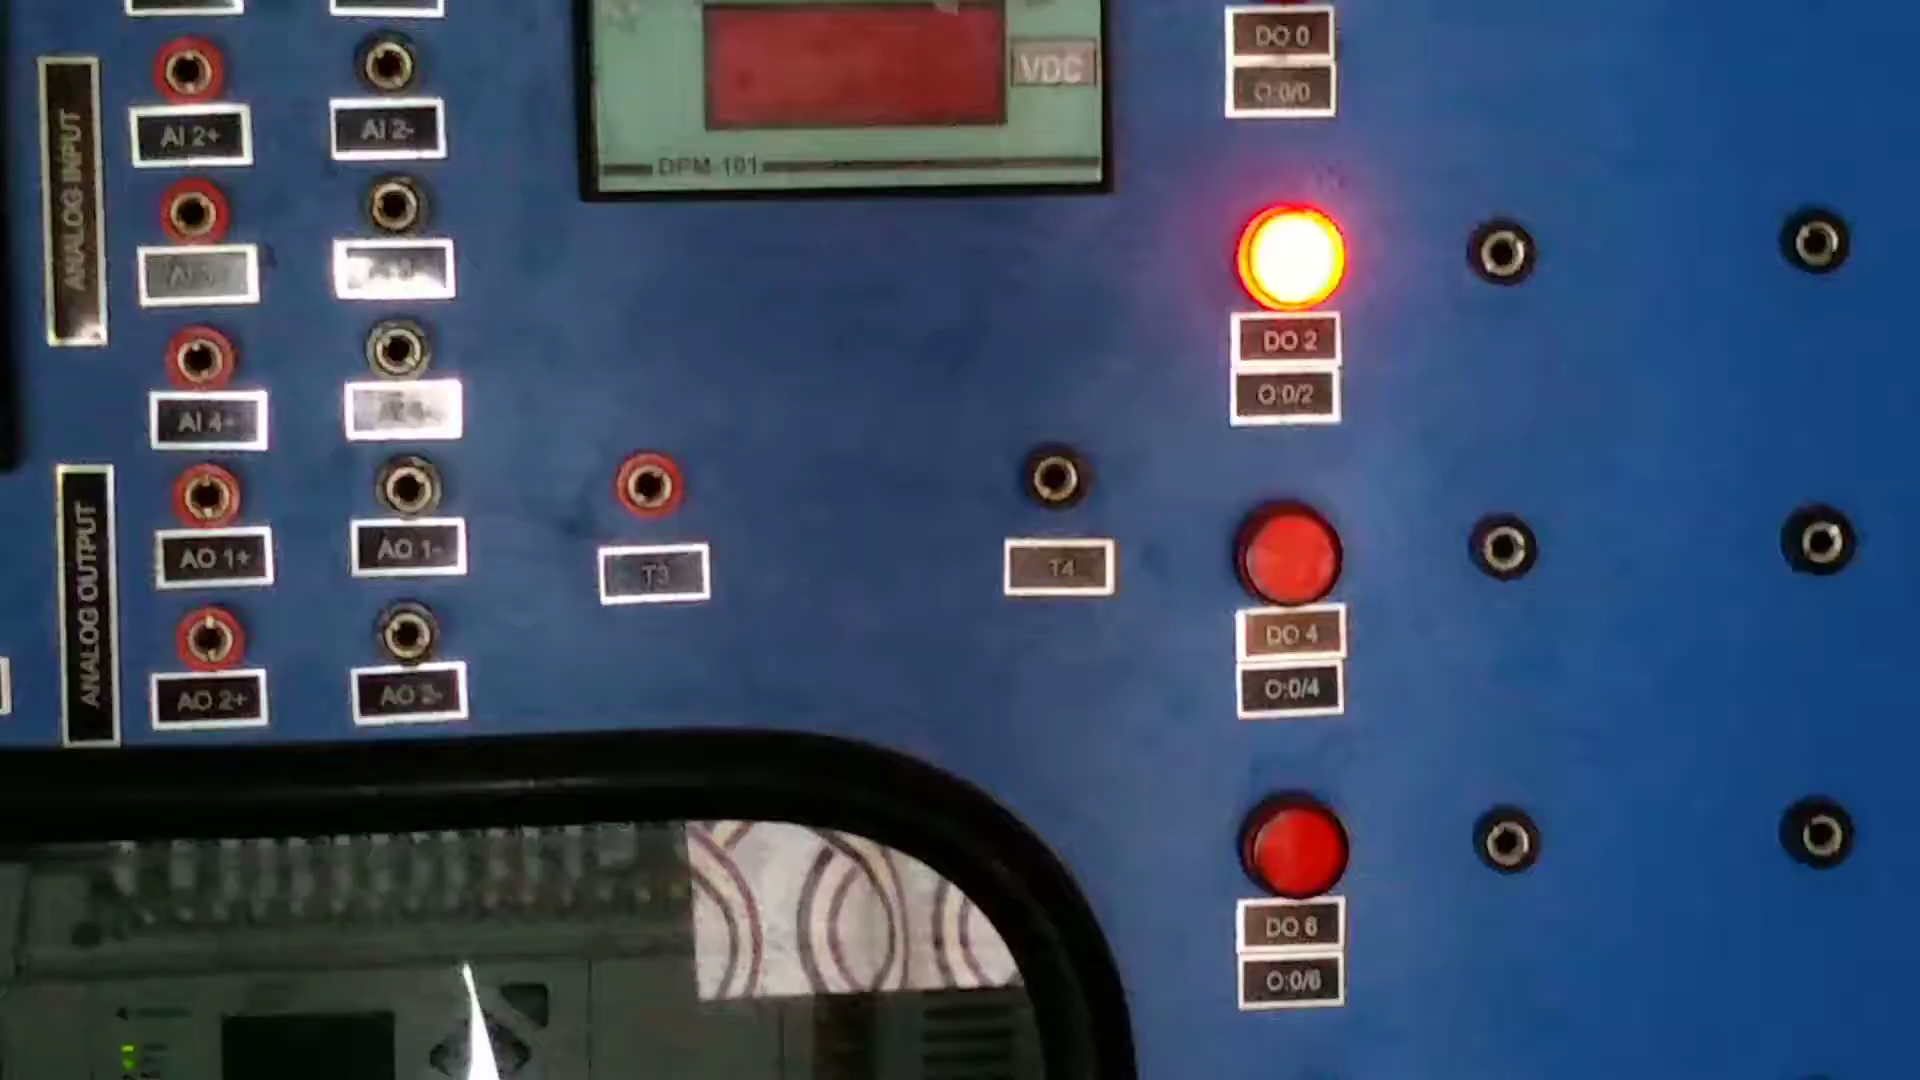 ANALOG INPUT
AI 2+
AI 2-
AI 4-
ANALOG OUTPUT
AO 1+
AO 1-
AO 2+
AO 2-
VDC
DPM-101
T3
T4
DO 0
O:0/0
DO 2
O:0/2
DO 4
O:0/4
DO 6
O:0/6